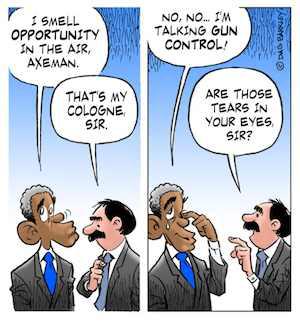 I SMELL
OPPORTUNITY
IN THE AIR,
AXEMAN.
THAT'S MY
COLOGNE,
SIR.
NO, NO... I'M
TALKING GUN
CONTROL!
ARE THOSE
TEARS IN
YOUR EYES,
SIR?